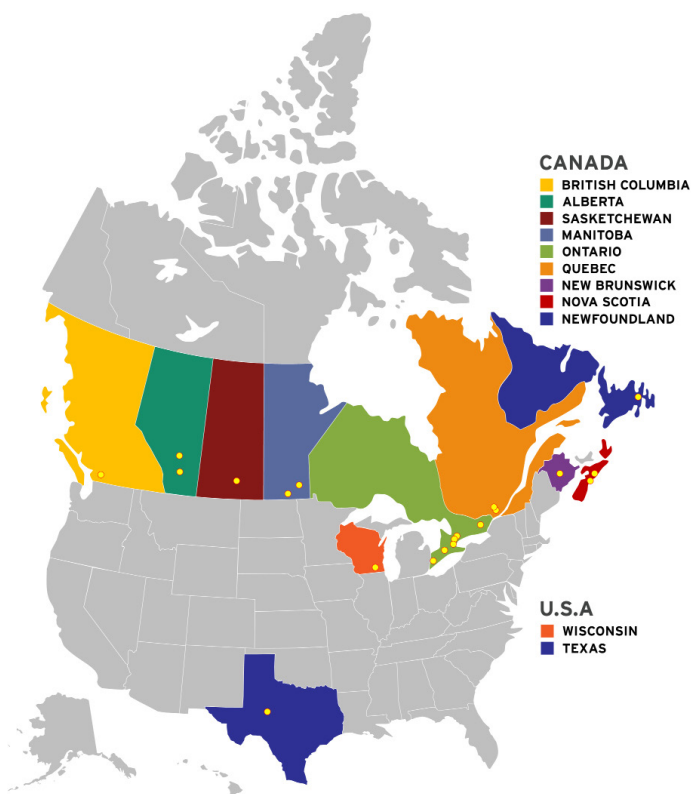 CANADA
BRITISH COLUMBIA
ALBERTA
SASKETCHEWAN
MANITOBA
ONTARIO
QUEBEC
NEW BRUNSWICK
NOVA SCOTIA
NEWFOUNDLAND
U.S.A
WISCONSIN
TEXAS